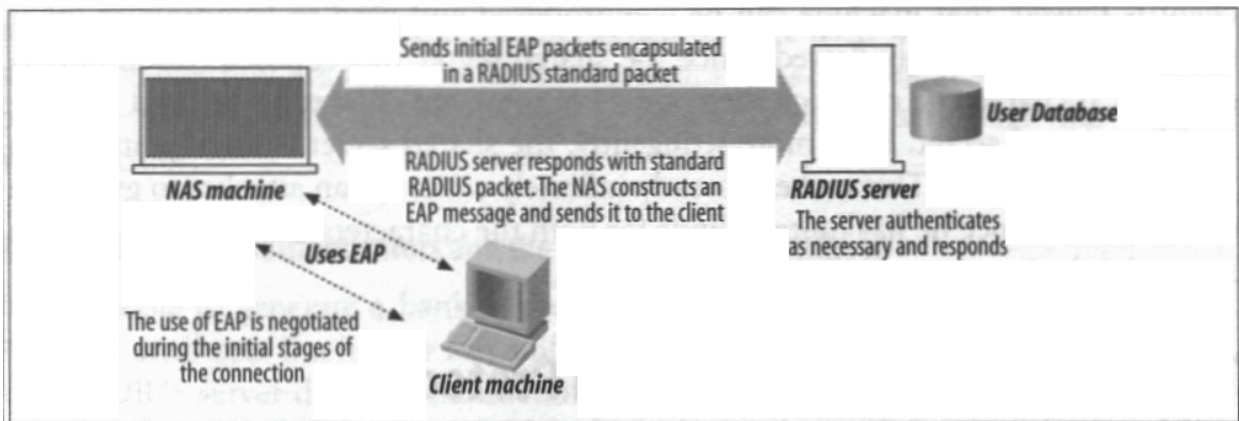 Sends initial EAP packets encapsulated
in a RADIUS standard packet
User Database
NAS machine
RADIUS server responds with standard
RADIUS packet. The NAS constructs an
EAP message and sends it to the client
RADIUS server
The server authenticates
as necessary and responds
Uses EAP
The use of EAP is negotiated
during the initial stages of
the connection
Client machine